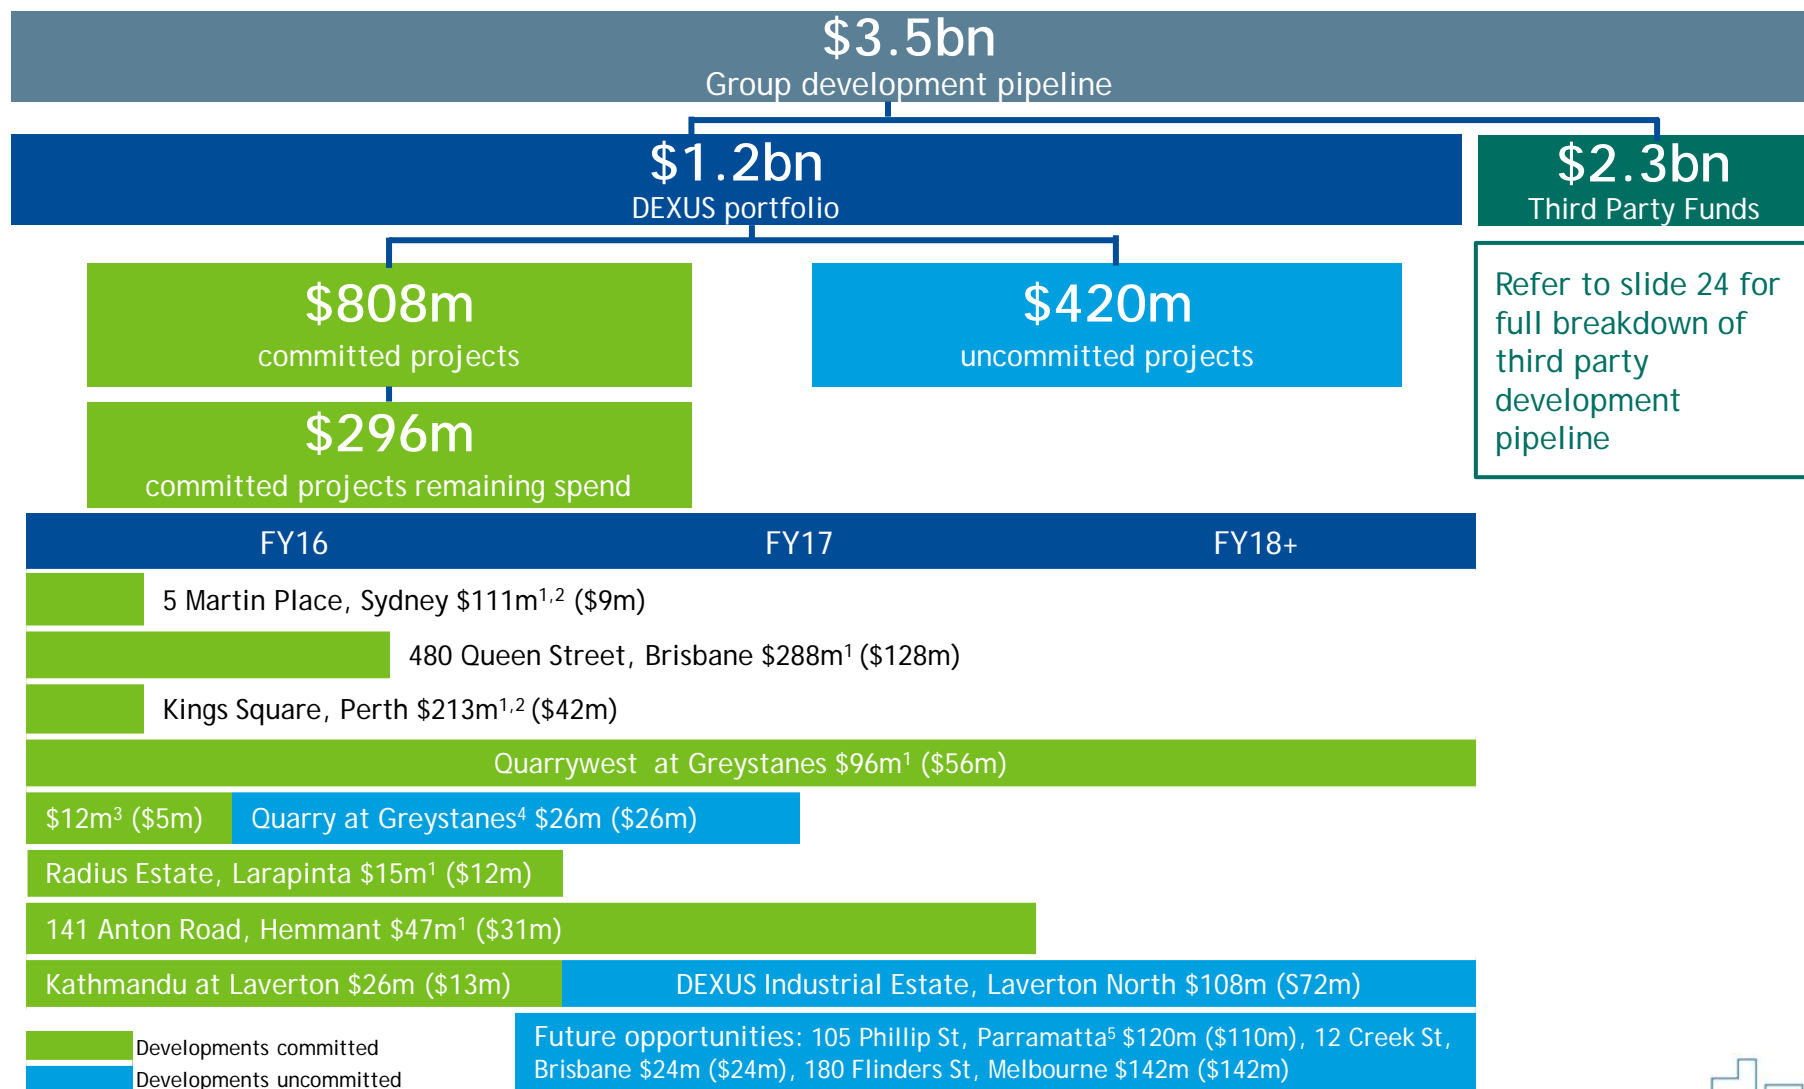 $3.5bn
Group development pipeline
$1.2bn
DEXUS portfolio
$2.3bn
Third Party Funds
$808m
committed projects
$420m
uncommitted projects
Refer to slide 24 for
full breakdown of
third party
development
pipeline
$296m
committed projects remaining spend
FY16 FY17 FY18+
5 Martin Place, Sydney $111m¹˒² ($9m)
480 Queen Street, Brisbane $288m¹ ($128m)
Kings Square, Perth $213m¹˒² ($42m)
Quarrywest at Greystanes $96m¹ ($56m)
$12m³ ($5m) Quarry at Greystanes⁴ $26m ($26m)
Radius Estate, Larapinta $15m¹ ($12m)
141 Anton Road, Hemmant $47m¹ ($31m)
Kathmandu at Laverton $26m ($13m) DEXUS Industrial Estate, Laverton North $108m (S72m)
Future opportunities: 105 Phillip St, Parramatta⁵ $120m ($110m), 12 Creek St,
Brisbane $24m ($24m), 180 Flinders St, Melbourne $142m ($142m)
Developments committed
Developments uncommitted